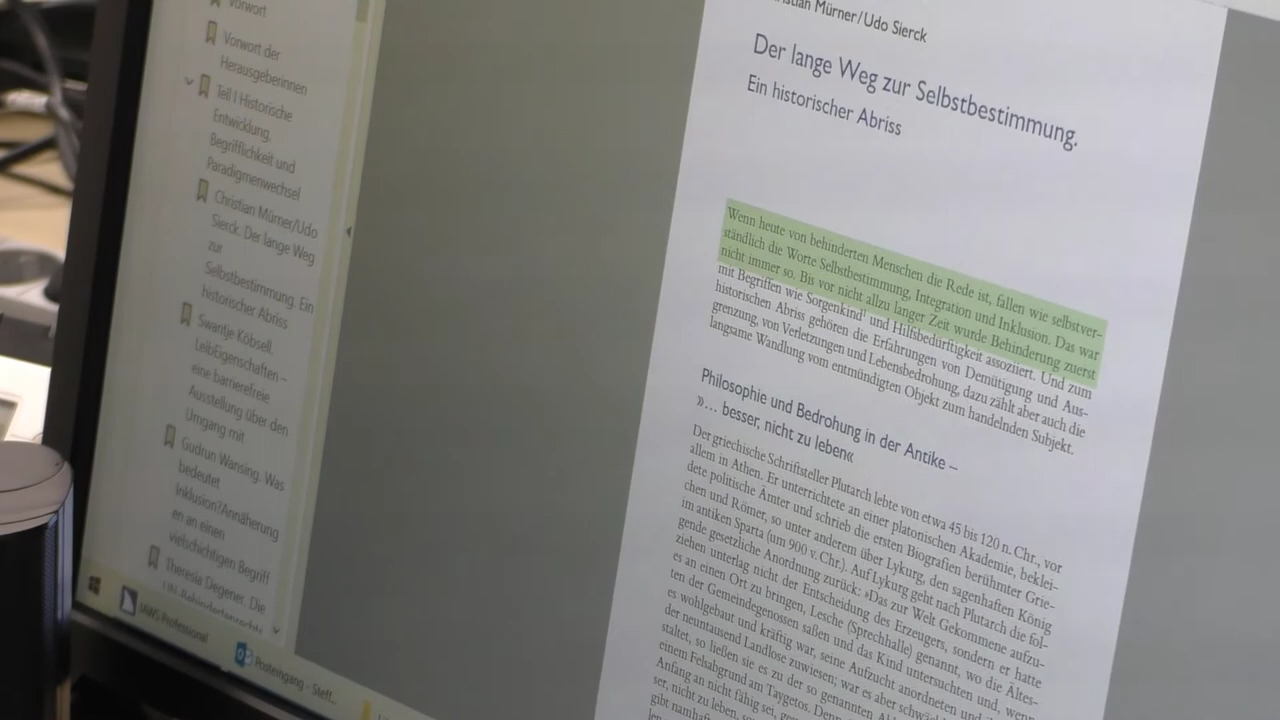 Vorwort
Vorwort der
Herausgeberinnen
Teil I Historische
Entwicklung,
Begrifflichkeit und
Paradigmenwechsel
Christian Mürner/Udo
Sierck. Der lange Weg
zur
Selbstbestimmung. Ein
historischer Abriss
Swantje Köbsell.
LeibEigenschaften –
eine barrierefreie
Ausstellung über den
Umgang mit
Gudrun Wansing. Was
bedeutet
Inklusion?Annäherung
en an einen
vielschichtigen Begriff
Theresia Degener. Die
JAWS Professional
Posteingang - Steff...
stian Mürner/Udo Sierck
Der lange Weg zur Selbstbestimmung.
Ein historischer Abriss
Wenn heute von behinderten Menschen die Rede ist, fallen wie selbstver-
ständlich die Worte Selbstbestimmung, Integration und Inklusion. Das war
nicht immer so. Bis vor nicht allzu langer Zeit wurde Behinderung zuerst
mit Begriffen wie Sorgenkind¹ und Hilfsbedürftigkeit assoziiert. Und zum
historischen Abriss gehören die Erfahrungen von Demütigung und Aus-
grenzung, von Verletzungen und Lebensbedrohung, dazu zählt aber auch die
langsame Wandlung vom entmündigten Objekt zum handelnden Subjekt.
Philosophie und Bedrohung in der Antike –
»… besser, nicht zu leben«
Der griechische Schriftsteller Plutarch lebte von etwa 45 bis 120 n. Chr., vor
allem in Athen. Er unterrichtete an einer platonischen Akademie, beklei-
dete politische Ämter und schrieb die ersten Biografien berühmter Grie-
chen und Römer, so unter anderem über Lykurg, den sagenhaften König
im antiken Sparta (um 900 v. Chr.). Auf Lykurg geht nach Plutarch die fol-
gende gesetzliche Anordnung zurück: »Das zur Welt Gekommene aufzu-
ziehen unterlag nicht der Entscheidung des Erzeugers, sondern er hatte
es an einen Ort zu bringen, Lesche (Sprechhalle) genannt, wo die Ältes-
ten der Gemeindegenossen saßen und das Kind untersuchten und, wenn
es wohlgebaut und kräftig war, seine Aufzucht anordneten und
der neuntausend Landlose zuwiesen; war es aber
staltet, so ließen sie es zu der so genannten
einem Felsabgrund am Taygetos.
Anfang an nicht fähig sei,
ser, nicht zu leben,
gibt namhaf